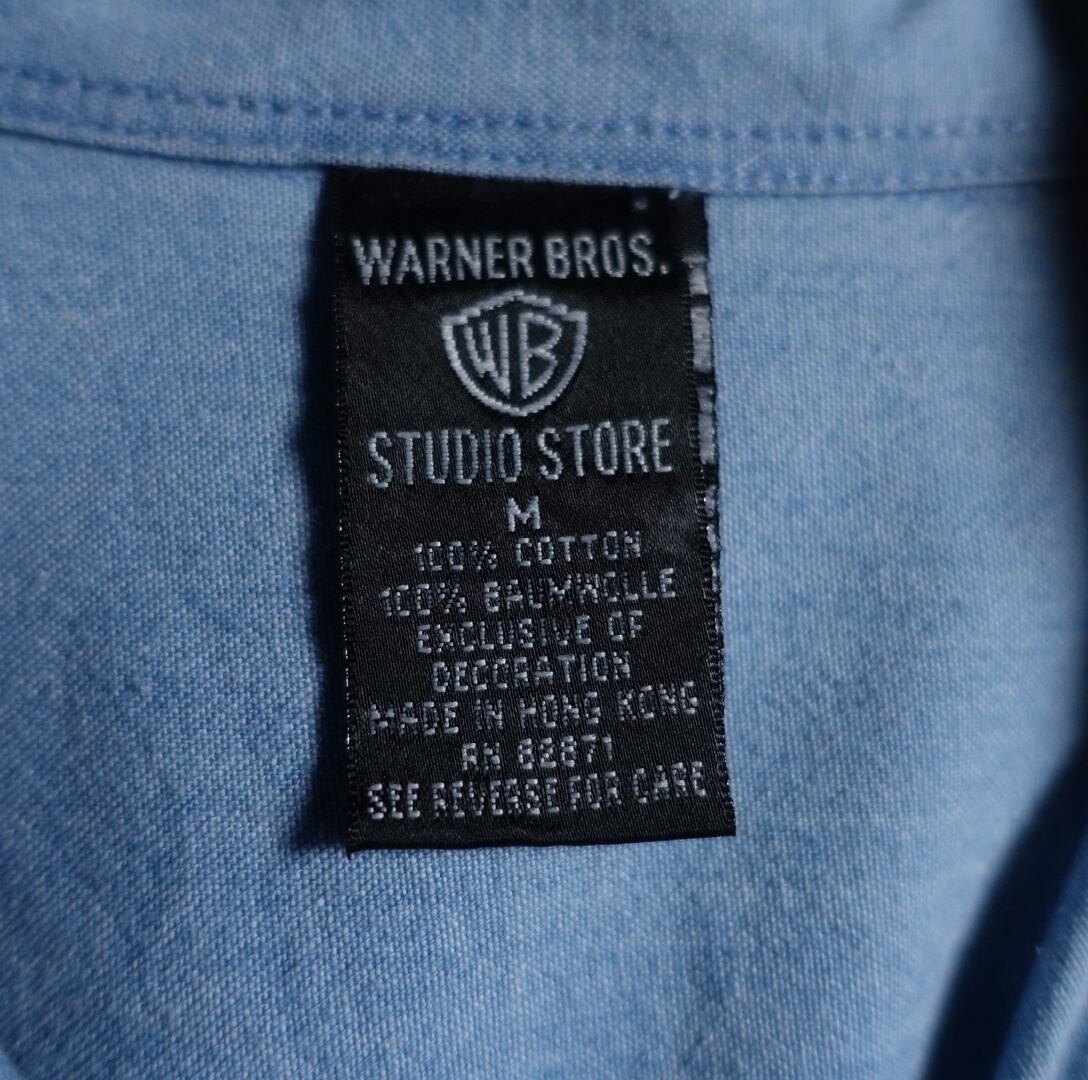 WARNER BROS.
WB
STUDIO STORE
M
100% COTTON
100% BAUMWOLLE
EXCLUSIVE OF
DECORATION
MADE IN HONG KONG
RN 82871
SEE REVERSE FOR CARE